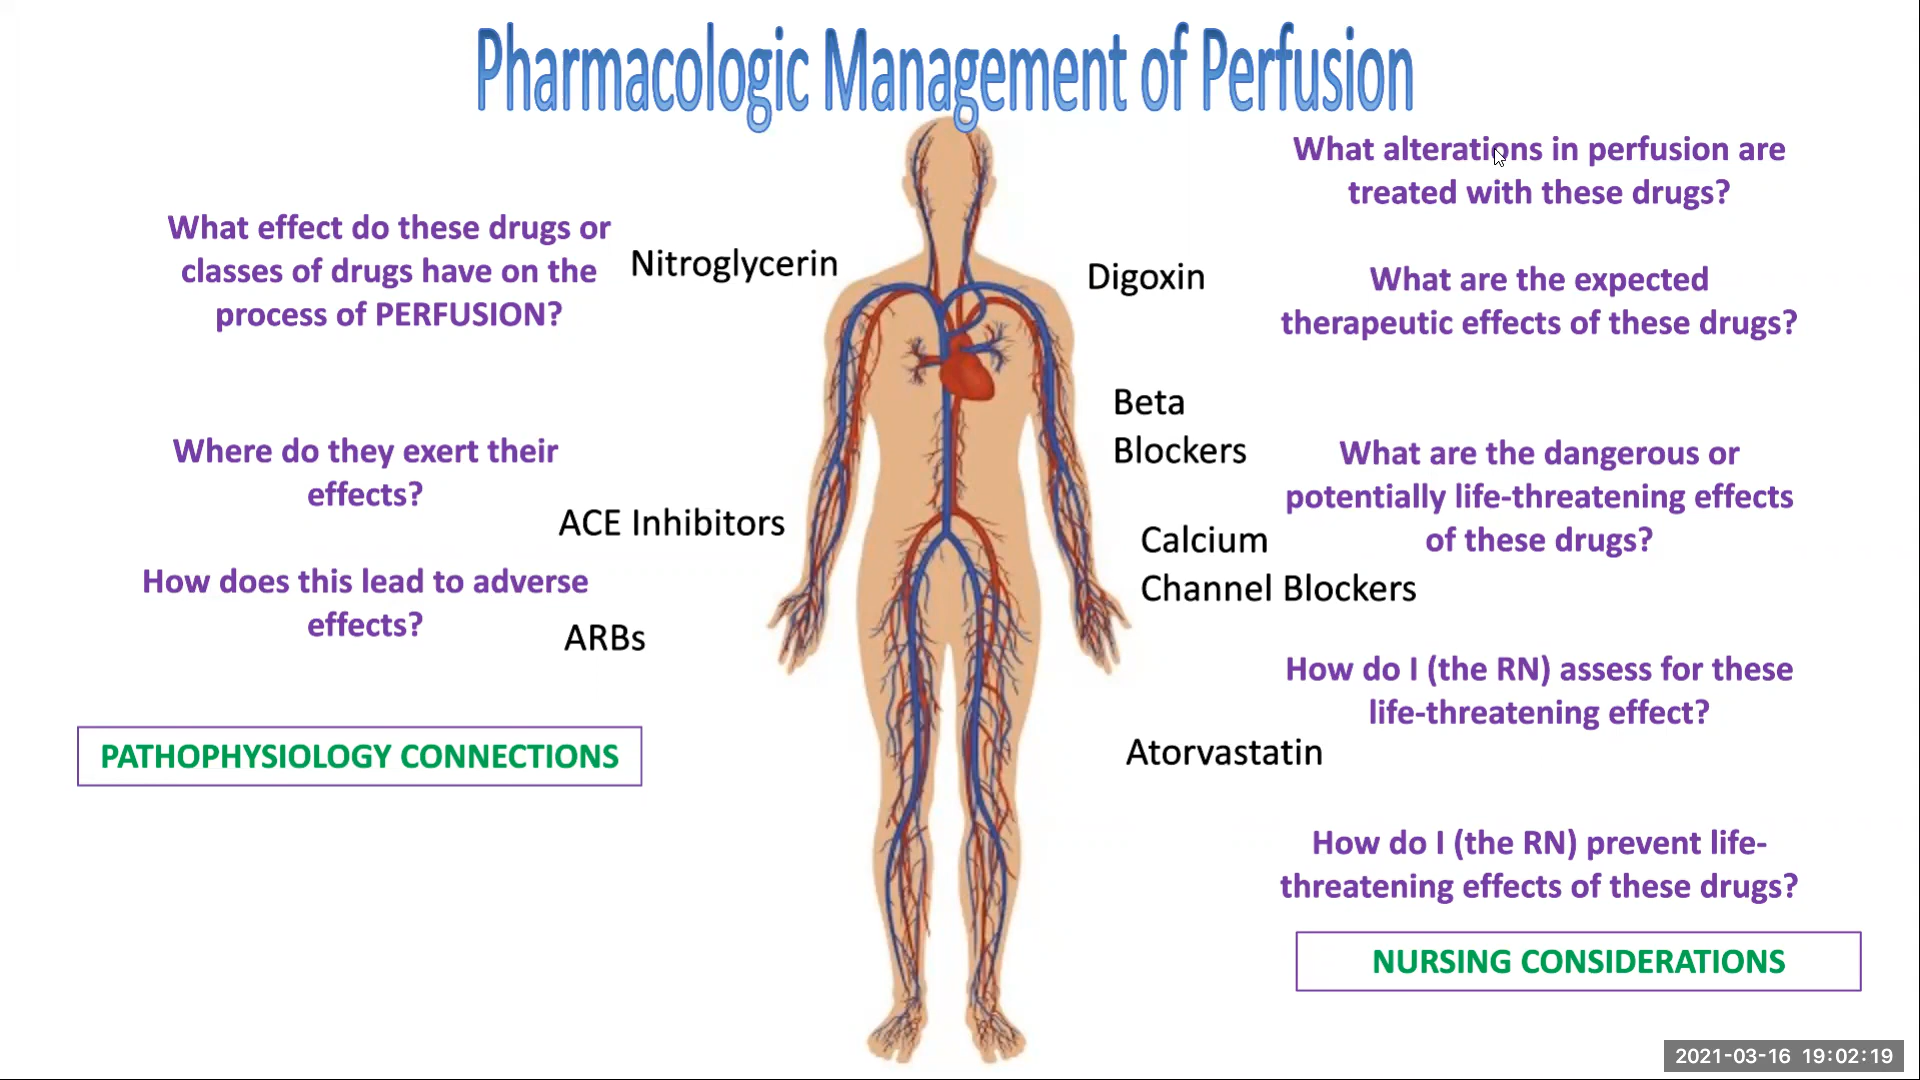 Pharmacologic Management of Perfusion
What effect do these drugs or
classes of drugs have on the
process of PERFUSION?
Where do they exert their
effects?
How does this lead to adverse
effects?
PATHOPHYSIOLOGY CONNECTIONS
Nitroglycerin
ACE Inhibitors
ARBs
Digoxin
Beta
Blockers
Calcium
Channel Blockers
Atorvastatin
What alterations in perfusion are
treated with these drugs?
What are the expected
therapeutic effects of these drugs?
What are the dangerous or
potentially life-threatening effects
of these drugs?
How do I (the RN) assess for these
life-threatening effect?
How do I (the RN) prevent life-
threatening effects of these drugs?
NURSING CONSIDERATIONS
2021-03-16 19:02:19